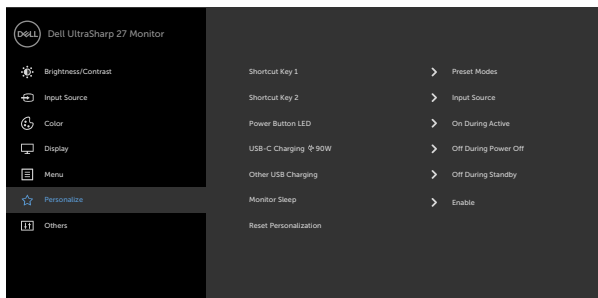 DELL Dell UltraSharp 27 Monitor
Brightness/Contrast
Input Source
Color
Display
Menu
Personalize
Others
Shortcut Key 1 Preset Modes
Shortcut Key 2 Input Source
Power Button LED On During Active
USB-C Charging 90W Off During Power Off
Other USB Charging Off During Standby
Monitor Sleep Enable
Reset Personalization